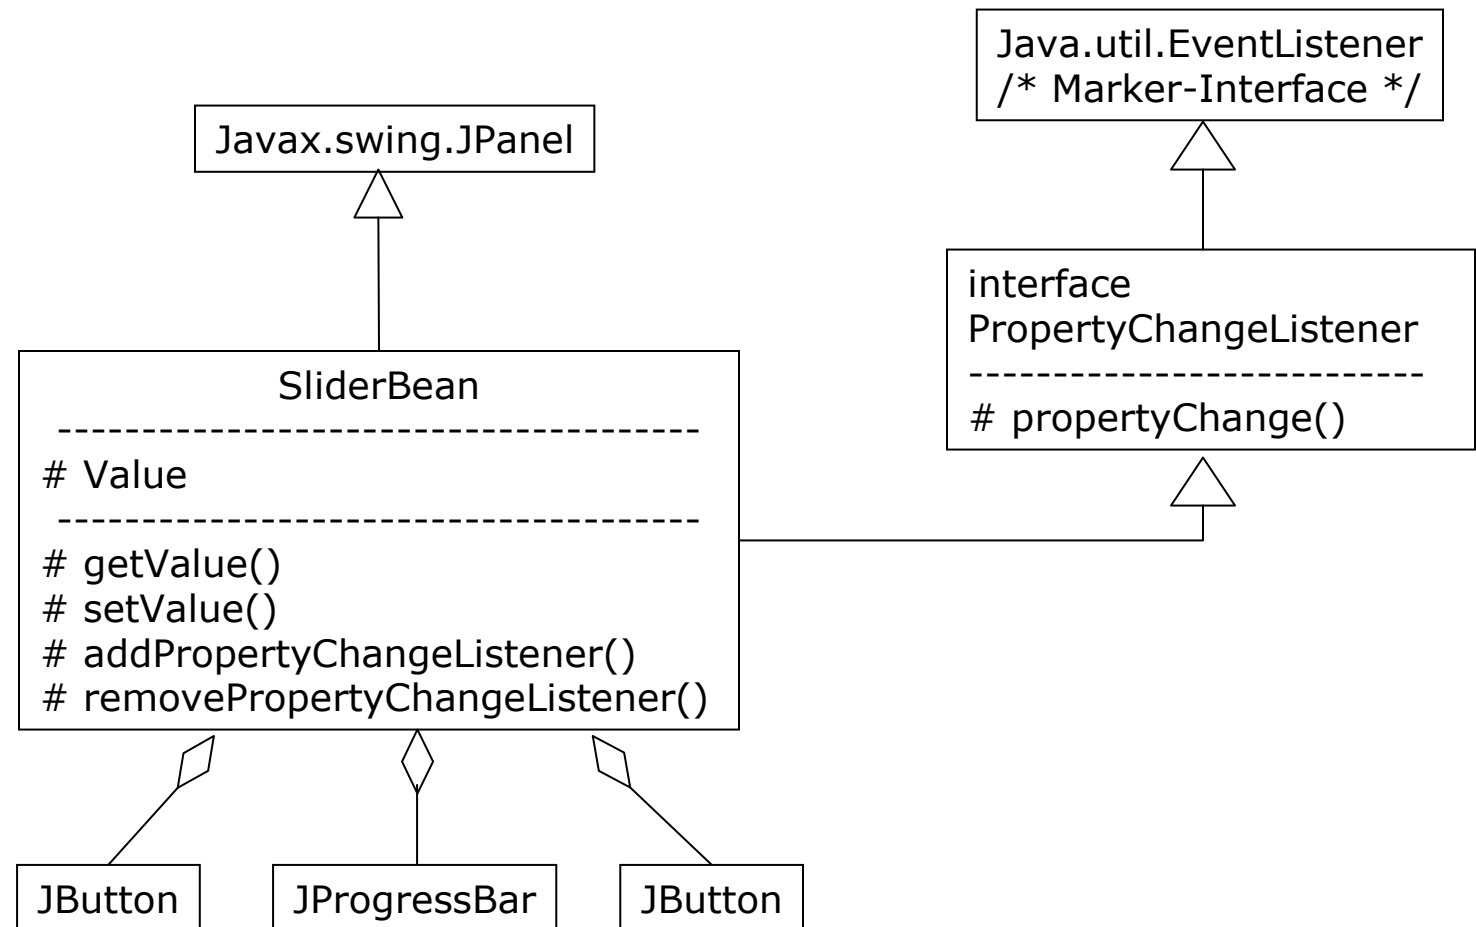 Java.util.EventListener
/* Marker-Interface */
Javax.swing.JPanel
interface
PropertyChangeListener
---------------------------
# propertyChange()
SliderBean
--------------------------------------
# Value
--------------------------------------
# getValue()
# setValue()
# addPropertyChangeListener()
# removePropertyChangeListener()
JButton
JProgressBar
JButton